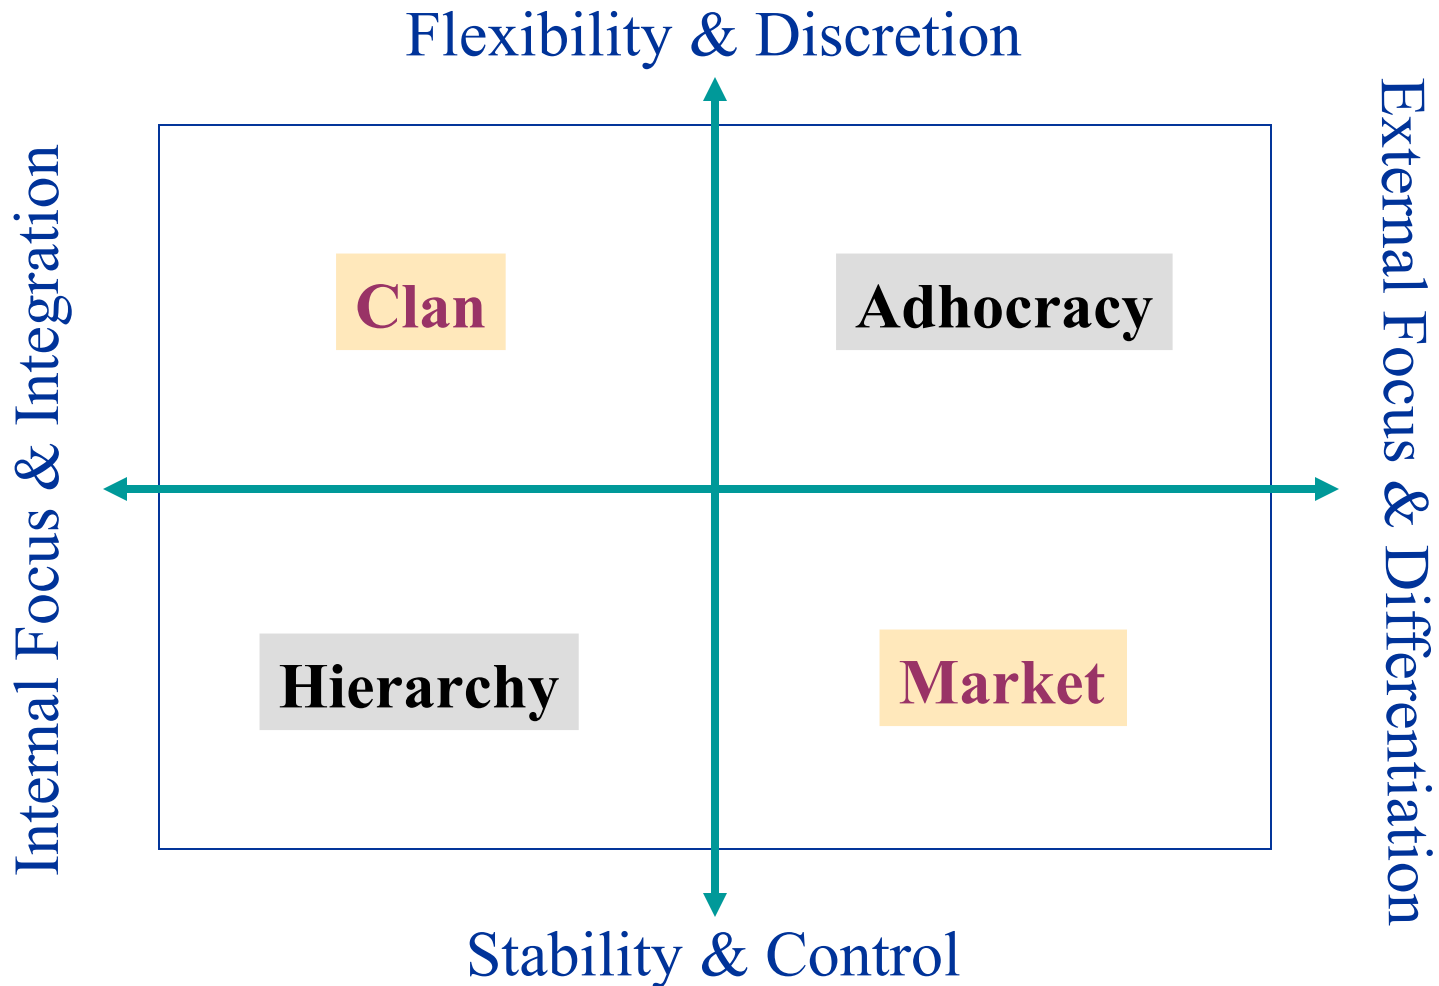 Flexibility & Discretion
Internal Focus & Integration
External Focus & Differentiation
Clan
Adhocracy
Hierarchy
Market
Stability & Control